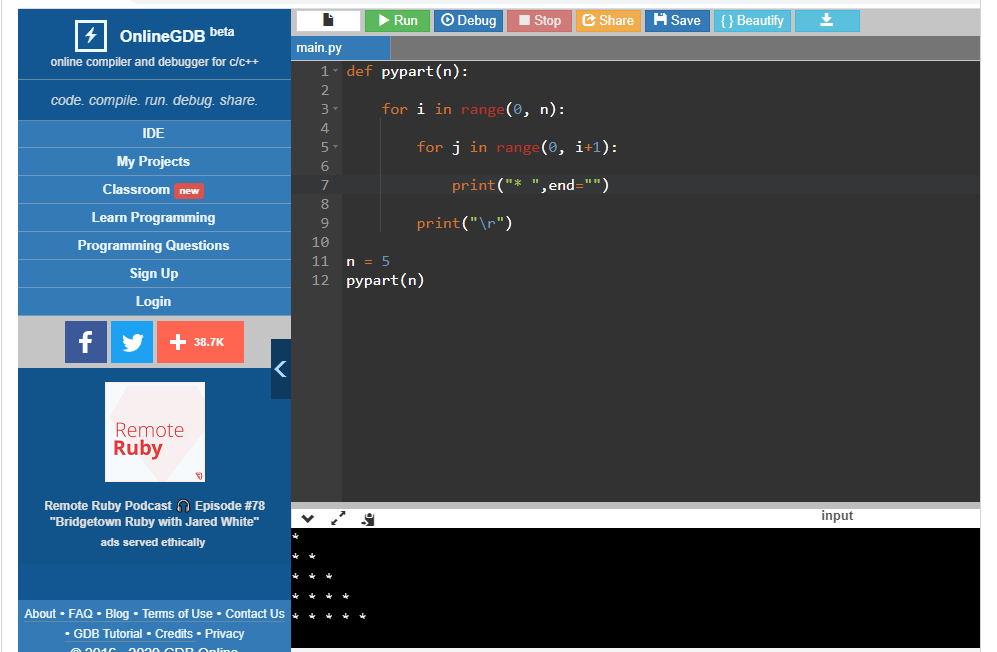 OnlineGDB beta
online compiler and debugger for c/c++
code. compile. run. debug. share.
IDE
My Projects
Classroom new
Learn Programming
Programming Questions
Sign Up
Login
f + 38.7K
Remote
Ruby
Remote Ruby Podcast 🎧 Episode #78
"Bridgetown Ruby with Jared White"
ads served ethically
About • FAQ • Blog • Terms of Use • Contact Us
• GDB Tutorial • Credits • Privacy
© 2016 - 2020 GDB Online
Run Debug Stop Share Save { } Beautify
main.py
1 def pypart(n):
2
3 for i in range(0, n):
4
5 for j in range(0, i+1):
6
7 print("* ",end="")
8
9 print("\r")
10
11 n = 5
12 pypart(n)
input
*
* *
* * *
* * * *
* * * * *